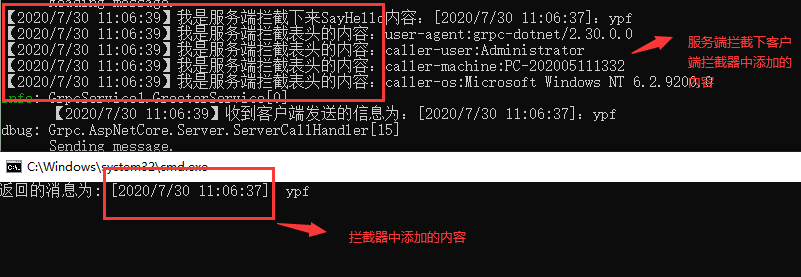 Reading message.
【2020/7/30 11:06:39】我是服务端拦截下来SayHello内容：[2020/7/30 11:06:37]：ypf
【2020/7/30 11:06:39】我是服务端拦截表头的内容：user-agent:grpc-dotnet/2.30.0.0
【2020/7/30 11:06:39】我是服务端拦截表头的内容：caller-user:Administrator
【2020/7/30 11:06:39】我是服务端拦截表头的内容：caller-machine:PC-202005111332
【2020/7/30 11:06:39】我是服务端拦截表头的内容：caller-os:Microsoft Windows NT 6.2.9200
服务端拦截下客户
端拦截器中添加的
内容
info: GrpcService1.GreeterService[0]
【2020/7/30 11:06:39】收到客户端发送的信息为：[2020/7/30 11:06:37]：ypf
dbug: Grpc.AspNetCore.Server.ServerCallHandler[15]
Sending message.
C:\Windows\system32\cmd.exe
返回的消息为：[2020/7/30 11:06:37] ypf
拦截器中添加的内容